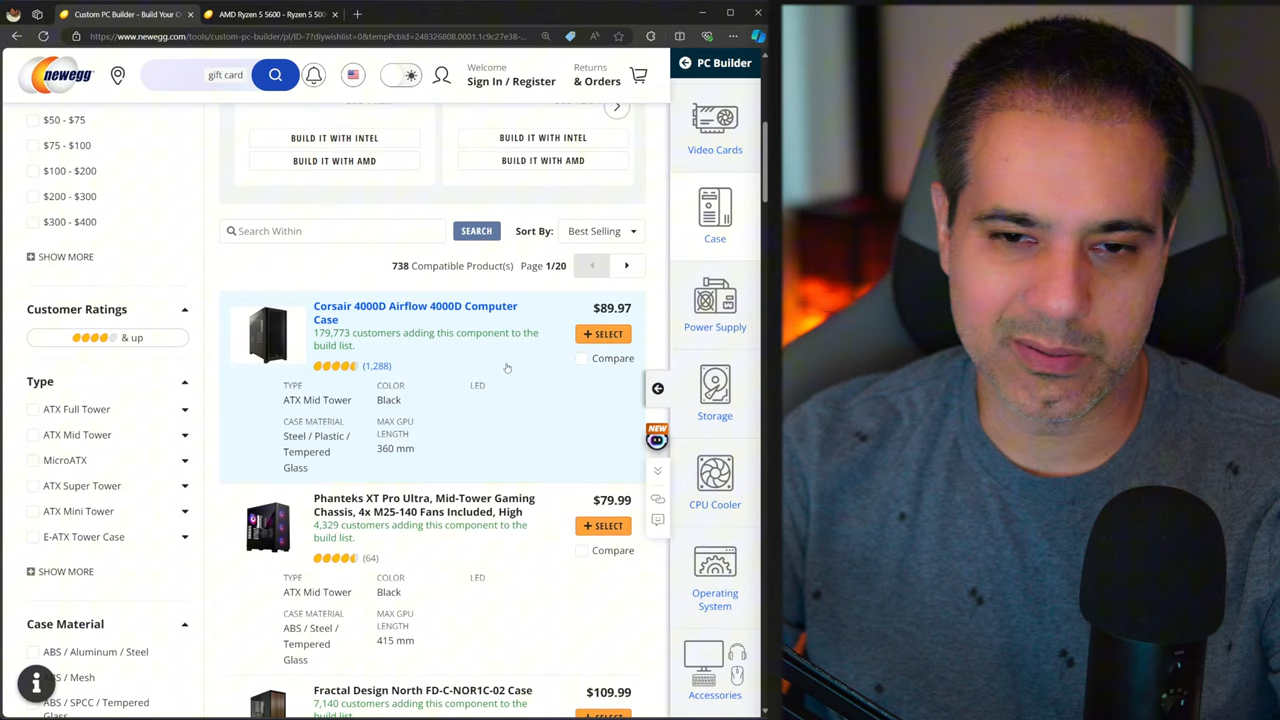 Custom PC Builder - Build Your C
AMD Ryzen 5 5600 - Ryzen 5 500
https://www.newegg.com/tools/custom-pc-builder/pl/ID-7?diywishlist=0&tempPcbId=248326808.0001.1c9c27e38-...
newegg
gift card
Welcome
Sign In / Register
Returns
& Orders
PC Builder
$50 - $75
$75 - $100
$100 - $200
$200 - $300
$300 - $400
SHOW MORE
Customer Ratings
& up
Type
ATX Full Tower
ATX Mid Tower
MicroATX
ATX Super Tower
ATX Mini Tower
E-ATX Tower Case
SHOW MORE
Case Material
ABS / Aluminum / Steel
ABS / Mesh
ABS / SPCC / Tempered
BUILD IT WITH INTEL
BUILD IT WITH AMD
BUILD IT WITH INTEL
BUILD IT WITH AMD
Search Within
SEARCH
Sort By:
Best Selling
738 Compatible Product(s)
Page 1/20
Corsair 4000D Airflow 4000D Computer
Case
179,773 customers adding this component to the
build list.
(1,288)
$89.97
+ SELECT
Compare
TYPE
ATX Mid Tower
COLOR
Black
LED
CASE MATERIAL
Steel / Plastic /
Tempered
Glass
MAX GPU
LENGTH
360 mm
Phanteks XT Pro Ultra, Mid-Tower Gaming
Chassis, 4x M25-140 Fans Included, High
4,329 customers adding this component to the
build list.
(64)
$79.99
+ SELECT
Compare
TYPE
ATX Mid Tower
COLOR
Black
LED
CASE MATERIAL
ABS / Steel /
Tempered
Glass
MAX GPU
LENGTH
415 mm
Fractal Design North FD-C-NOR1C-02 Case
7,140 customers adding this component to the
$109.99
NEW
Video Cards
Case
Power Supply
Storage
CPU Cooler
Operating
System
Accessories